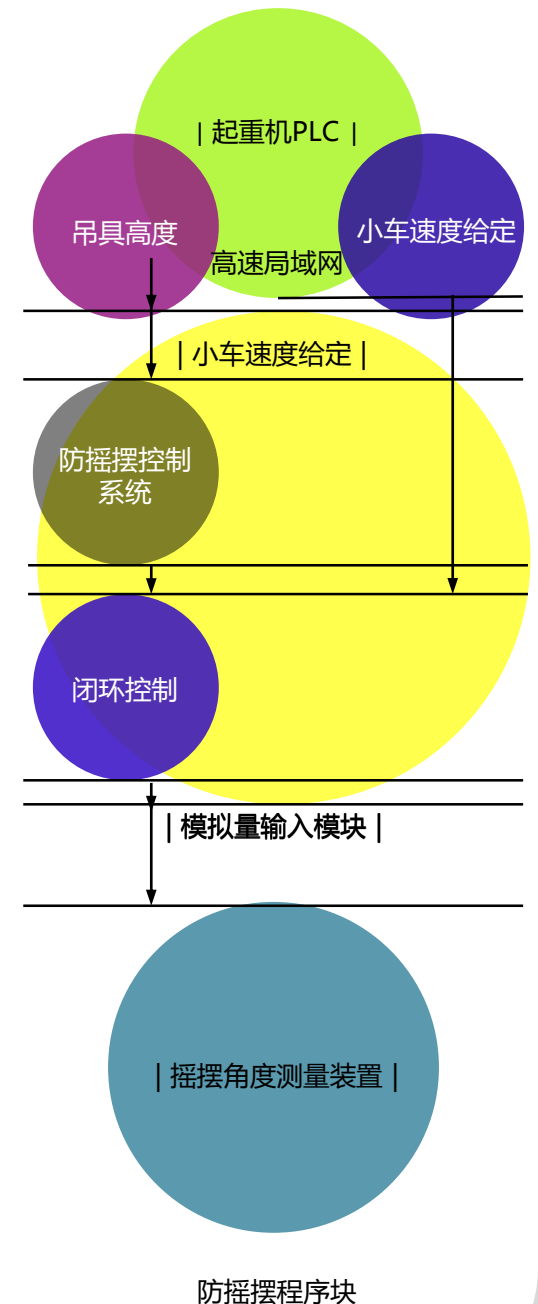 | 起重机PLC |
吊具高度
小车速度给定
高速局域网
| 小车速度给定 |
防摇摆控制
系统
闭环控制
| 模拟量输入模块 |
| 摇摆角度测量装置 |
防摇摆程序块